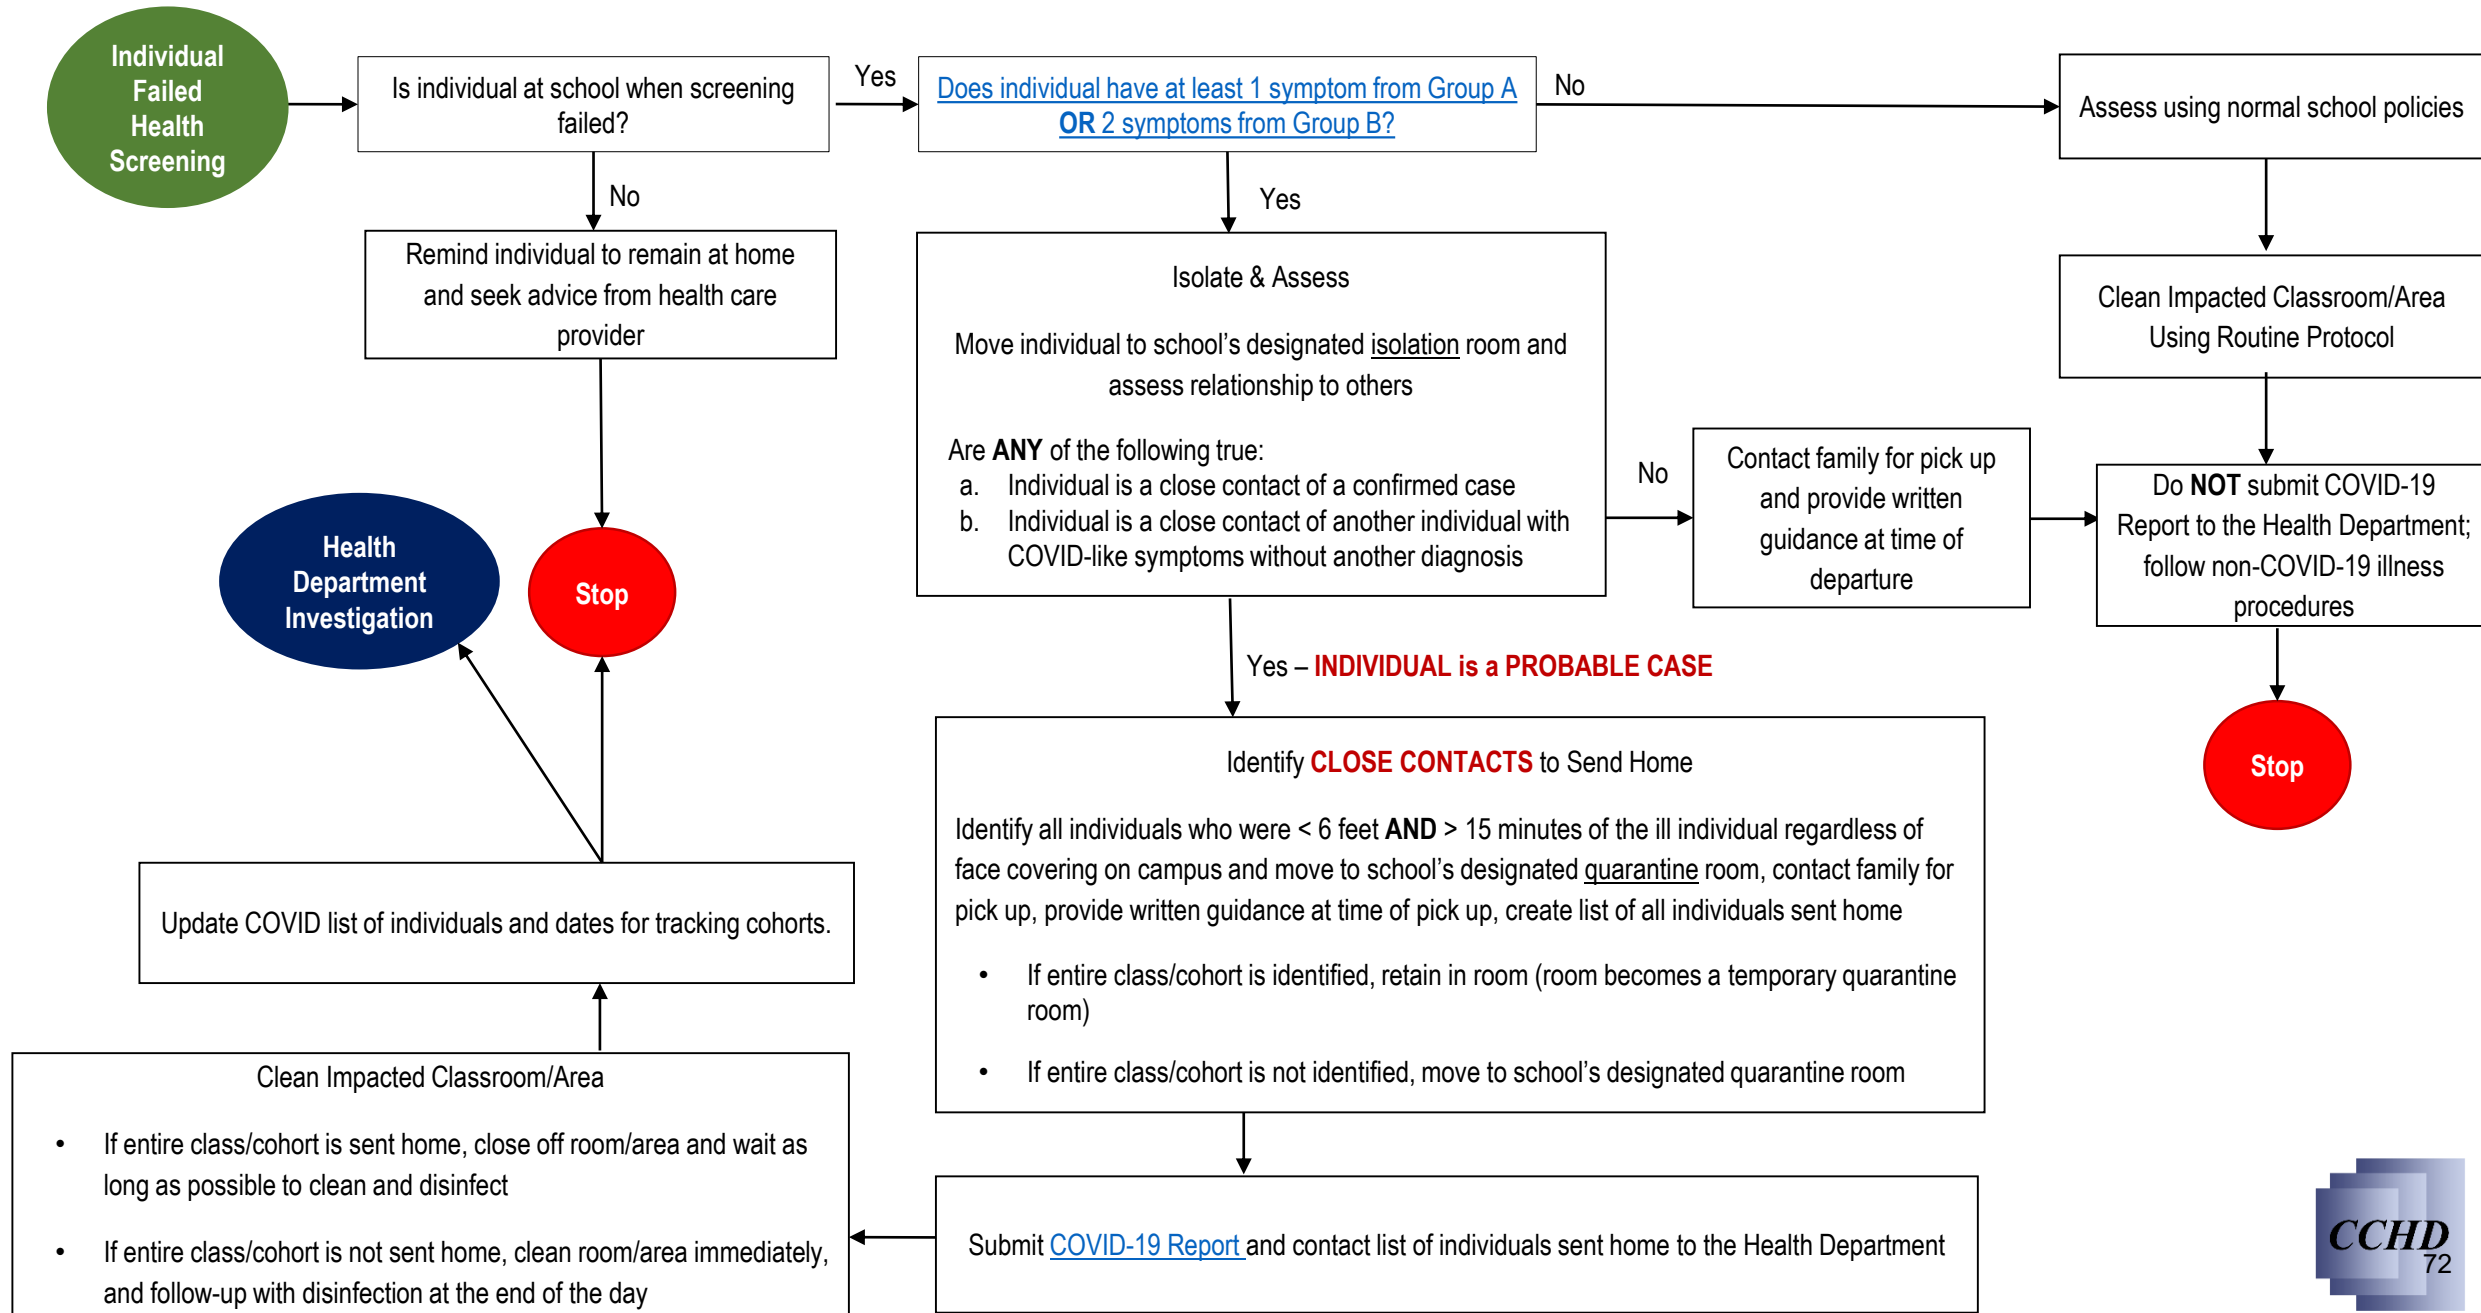 Individual
Failed
Health
Screening
Is individual at school when screening
failed?
Yes
Does individual have at least 1 symptom from Group A
OR 2 symptoms from Group B?
No
Assess using normal school policies
No
Yes
Remind individual to remain at home
and seek advice from health care
provider
Isolate & Assess
Move individual to school’s designated isolation room and
assess relationship to others
Are ANY of the following true:
a. Individual is a close contact of a confirmed case
b. Individual is a close contact of another individual with
COVID-like symptoms without another diagnosis
Clean Impacted Classroom/Area
Using Routine Protocol
No
Contact family for pick up
and provide written
guidance at time of
departure
Do NOT submit COVID-19
Report to the Health Department;
follow non-COVID-19 illness
procedures
Health
Department
Investigation
Stop
Yes – INDIVIDUAL is a PROBABLE CASE
Stop
Identify CLOSE CONTACTS to Send Home
Identify all individuals who were < 6 feet AND > 15 minutes of the ill individual regardless of
face covering on campus and move to school’s designated quarantine room, contact family for
pick up, provide written guidance at time of pick up, create list of all individuals sent home
• If entire class/cohort is identified, retain in room (room becomes a temporary quarantine
room)
• If entire class/cohort is not identified, move to school’s designated quarantine room
Update COVID list of individuals and dates for tracking cohorts.
Clean Impacted Classroom/Area
• If entire class/cohort is sent home, close off room/area and wait as
long as possible to clean and disinfect
• If entire class/cohort is not sent home, clean room/area immediately,
and follow-up with disinfection at the end of the day
Submit COVID-19 Report and contact list of individuals sent home to the Health Department
CCHD
72